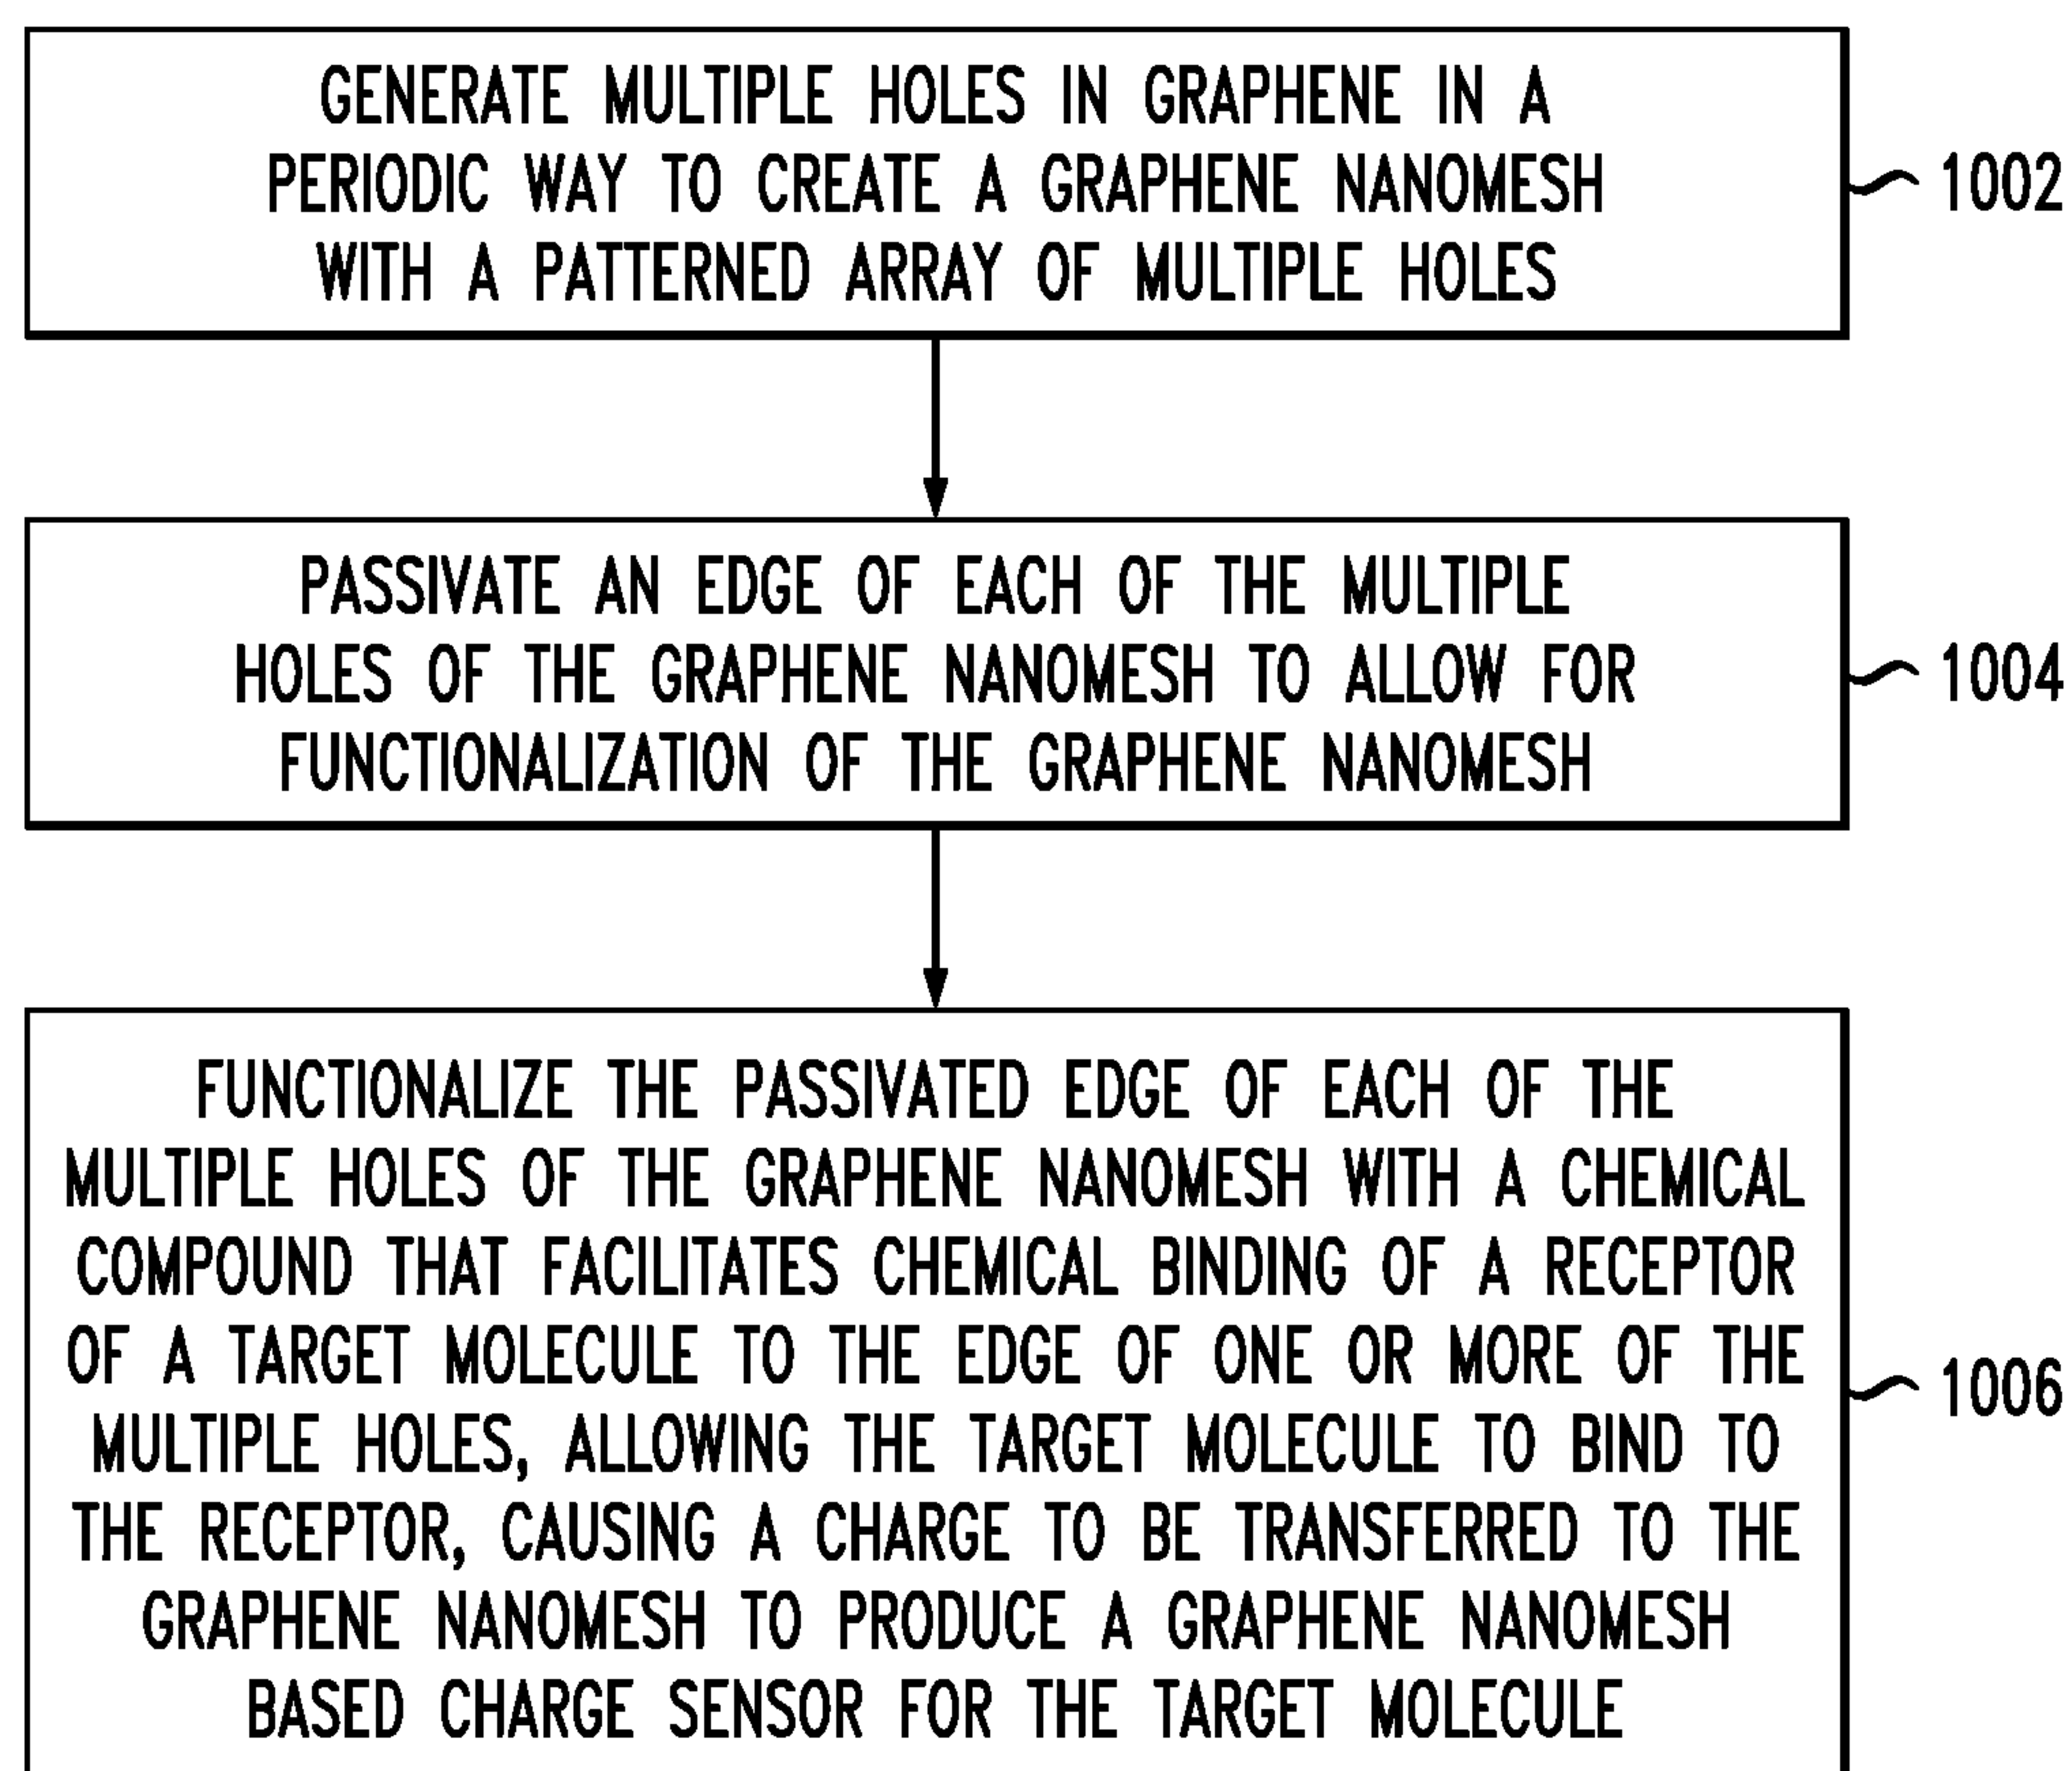 GENERATE MULTIPLE HOLES IN GRAPHENE IN A
PERIODIC WAY TO CREATE A GRAPHENE NANOMESH
WITH A PATTERNED ARRAY OF MULTIPLE HOLES
1002
PASSIVATE AN EDGE OF EACH OF THE MULTIPLE
HOLES OF THE GRAPHENE NANOMESH TO ALLOW FOR
FUNCTIONALIZATION OF THE GRAPHENE NANOMESH
1004
FUNCTIONALIZE THE PASSIVATED EDGE OF EACH OF THE
MULTIPLE HOLES OF THE GRAPHENE NANOMESH WITH A CHEMICAL
COMPOUND THAT FACILITATES CHEMICAL BINDING OF A RECEPTOR
OF A TARGET MOLECULE TO THE EDGE OF ONE OR MORE OF THE
MULTIPLE HOLES, ALLOWING THE TARGET MOLECULE TO BIND TO
THE RECEPTOR, CAUSING A CHARGE TO BE TRANSFERRED TO THE
GRAPHENE NANOMESH TO PRODUCE A GRAPHENE NANOMESH
BASED CHARGE SENSOR FOR THE TARGET MOLECULE
1006